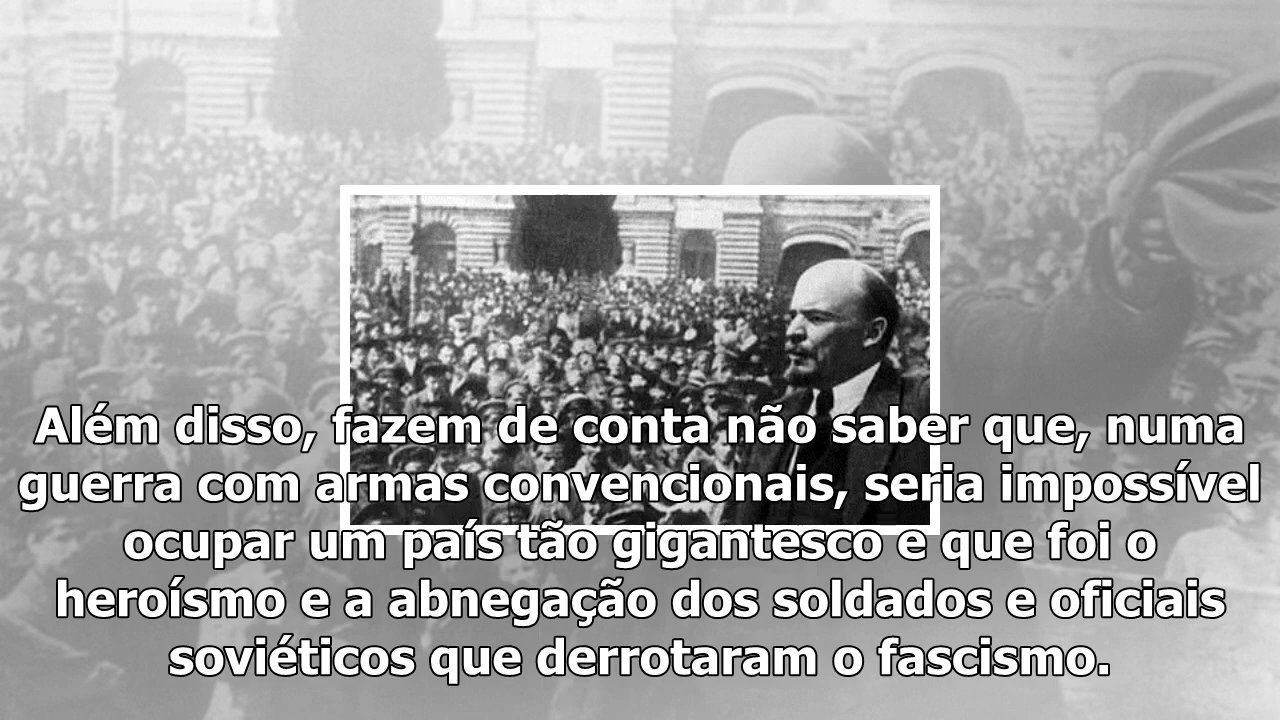 Além disso, fazem de conta não saber que, numa
guerra com armas convencionais, seria impossível
ocupar um país tão gigantesco e que foi o
heroísmo e a abnegação dos soldados e oficiais
soviéticos que derrotaram o fascismo.